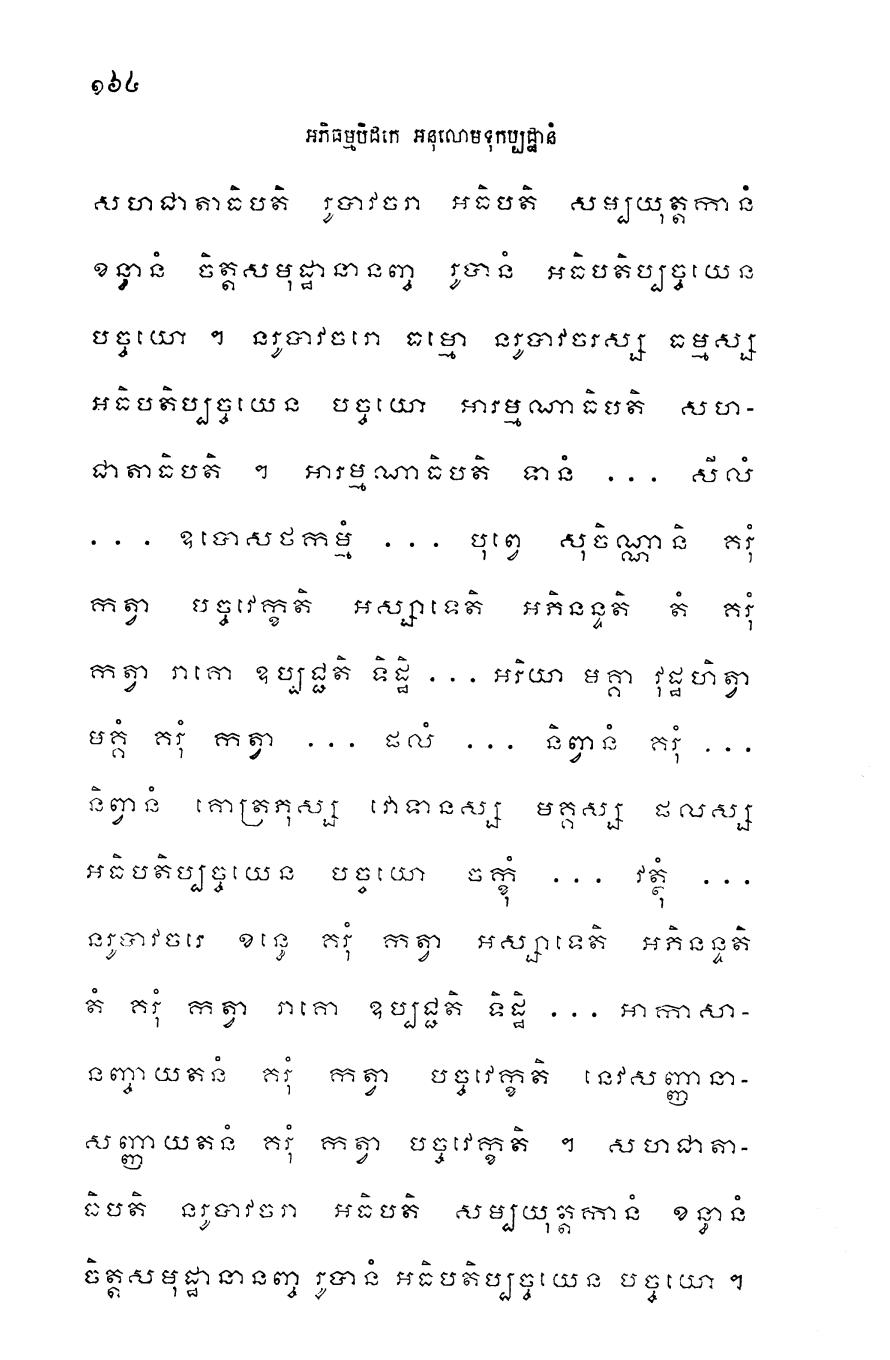 ១៦៤
អភិធម្មបិដកេ អនុលោមទុកប្បដ្ឋានំ
សហជាតាធិបតិ រូបាវចរា អធិបតិ សម្បយុត្តកានំ
ខន្ធានំ ចិត្តសមុដ្ឋានានញ្ច រូបានំ អធិបតិប្បច្ចយេន
បច្ចយោ ។ នរូបាវចរោ ធម្មោ នរូបាវចរស្ស ធម្មស្ស
អធិបតិប្បច្ចយេន បច្ចយោ អារម្មណាធិបតិ សហ-
ជាតាធិបតិ ។ អារម្មណាធិបតិ ទានំ ... សីលំ
... ឧបោសថកម្មំ ... បុព្វេ សុចិណ្ណានិ គរុំ
កត្វា បច្ចវេក្ខតិ អស្សាទេតិ អភិនន្ទតិ តំ គរុំ
កត្វា រាគោ ឧប្បជ្ជតិ ទិដ្ឋិ ... អរិយា មគ្គា វុដ្ឋហិត្វា
មគ្គំ គរុំ កត្វា ... ផលំ ... និព្វានំ គរុំ ...
និព្វានំ គោត្រភុស្ស វោទានស្ស មគ្គស្ស ផលស្ស
អធិបតិប្បច្ចយេន បច្ចយោ ចក្ខុំ ... វត្ថុំ ...
នរូបាវចរេ ខន្ធេ គរុំ កត្វា អស្សាទេតិ អភិនន្ទតិ
តំ គរុំ កត្វា រាគោ ឧប្បជ្ជតិ ទិដ្ឋិ ... អាកាសា-
នញ្ចាយតនំ គរុំ កត្វា បច្ចវេក្ខតិ នេវសញ្ញានា-
សញ្ញាយតនំ គរុំ កត្វា បច្ចវេក្ខតិ ។ សហជាតា-
ធិបតិ នរូបាវចរា អធិបតិ សម្បយុត្តកានំ ខន្ធានំ
ចិត្តសមុដ្ឋានានញ្ច រូបានំ អធិបតិប្បច្ចយេន បច្ចយោ ។